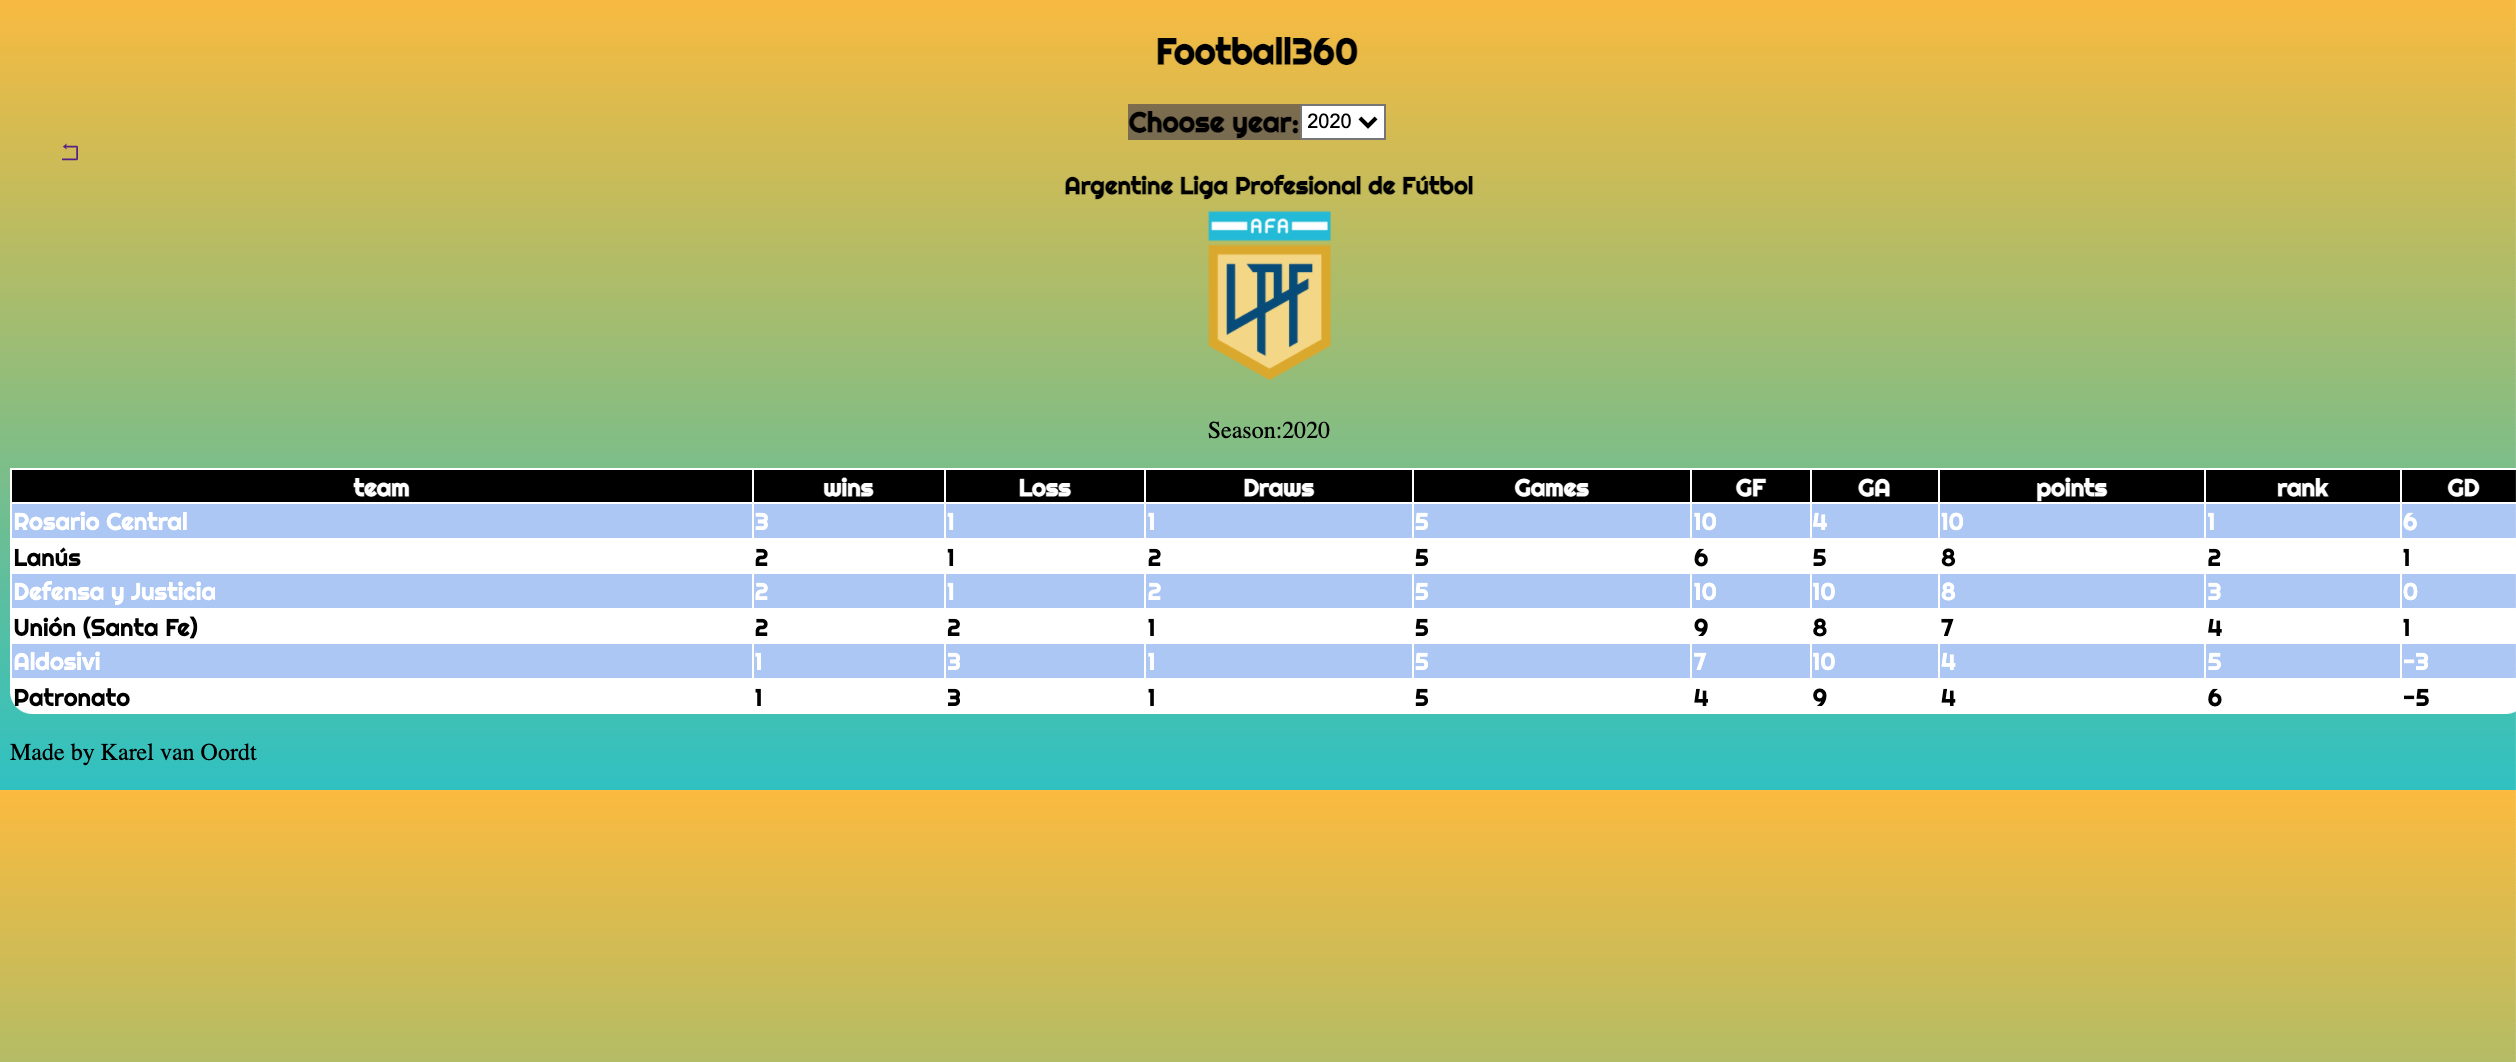 Football360
Choose year: 2020
Argentine Liga Profesional de Fútbol
AFA
LPF
Season:2020
team wins Loss Draws Games GF GA points rank GD
Rosario Central 3 1 1 5 10 4 10 1 6
Lanús 2 1 2 5 6 5 8 2 1
Defensa y Justicia 2 1 2 5 10 10 8 3 0
Unión (Santa Fe) 2 2 1 5 9 8 7 4 1
Aldosivi 1 3 1 5 7 10 4 5 -3
Patronato 1 3 1 5 4 9 4 6 -5
Made by Karel van Oordt